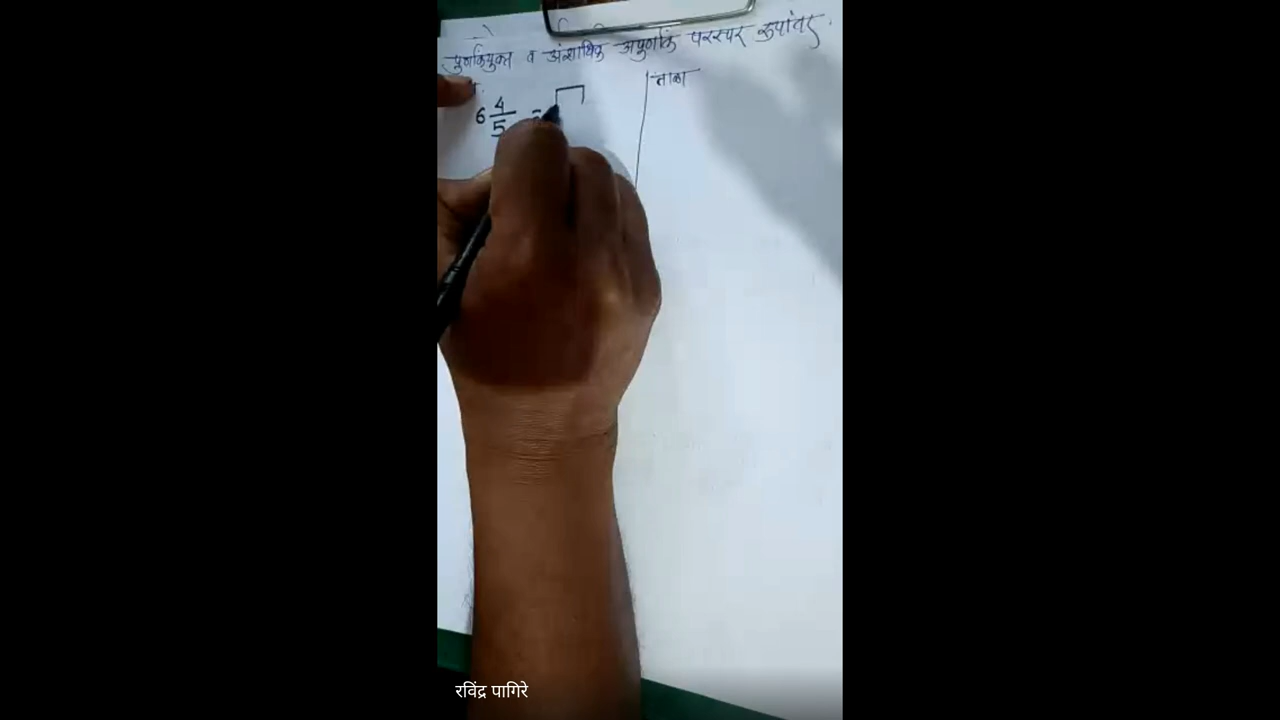 पुर्णांकयुक्त व अंशाधिक अपुर्णांक परस्पर रुपांतर.
ताळा
6 4/5 =
रविंद्र पागिरे